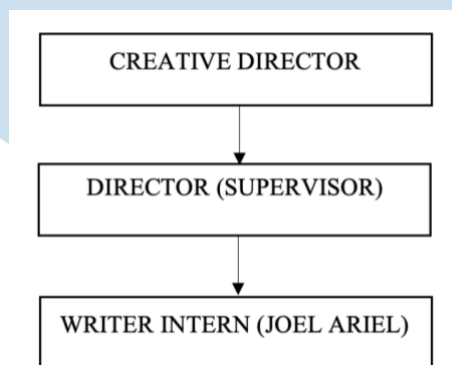 CREATIVE DIRECTOR
DIRECTOR (SUPERVISOR)
WRITER INTERN (JOEL ARIEL)